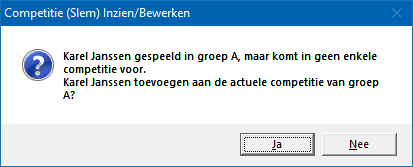 Competitie (Slem) Inzien/Bewerken
Karel Janssen gespeeld in groep A, maar komt in geen enkele
competitie voor.
Karel Janssen toevoegen aan de actuele competitie van groep
A?
Ja
Nee